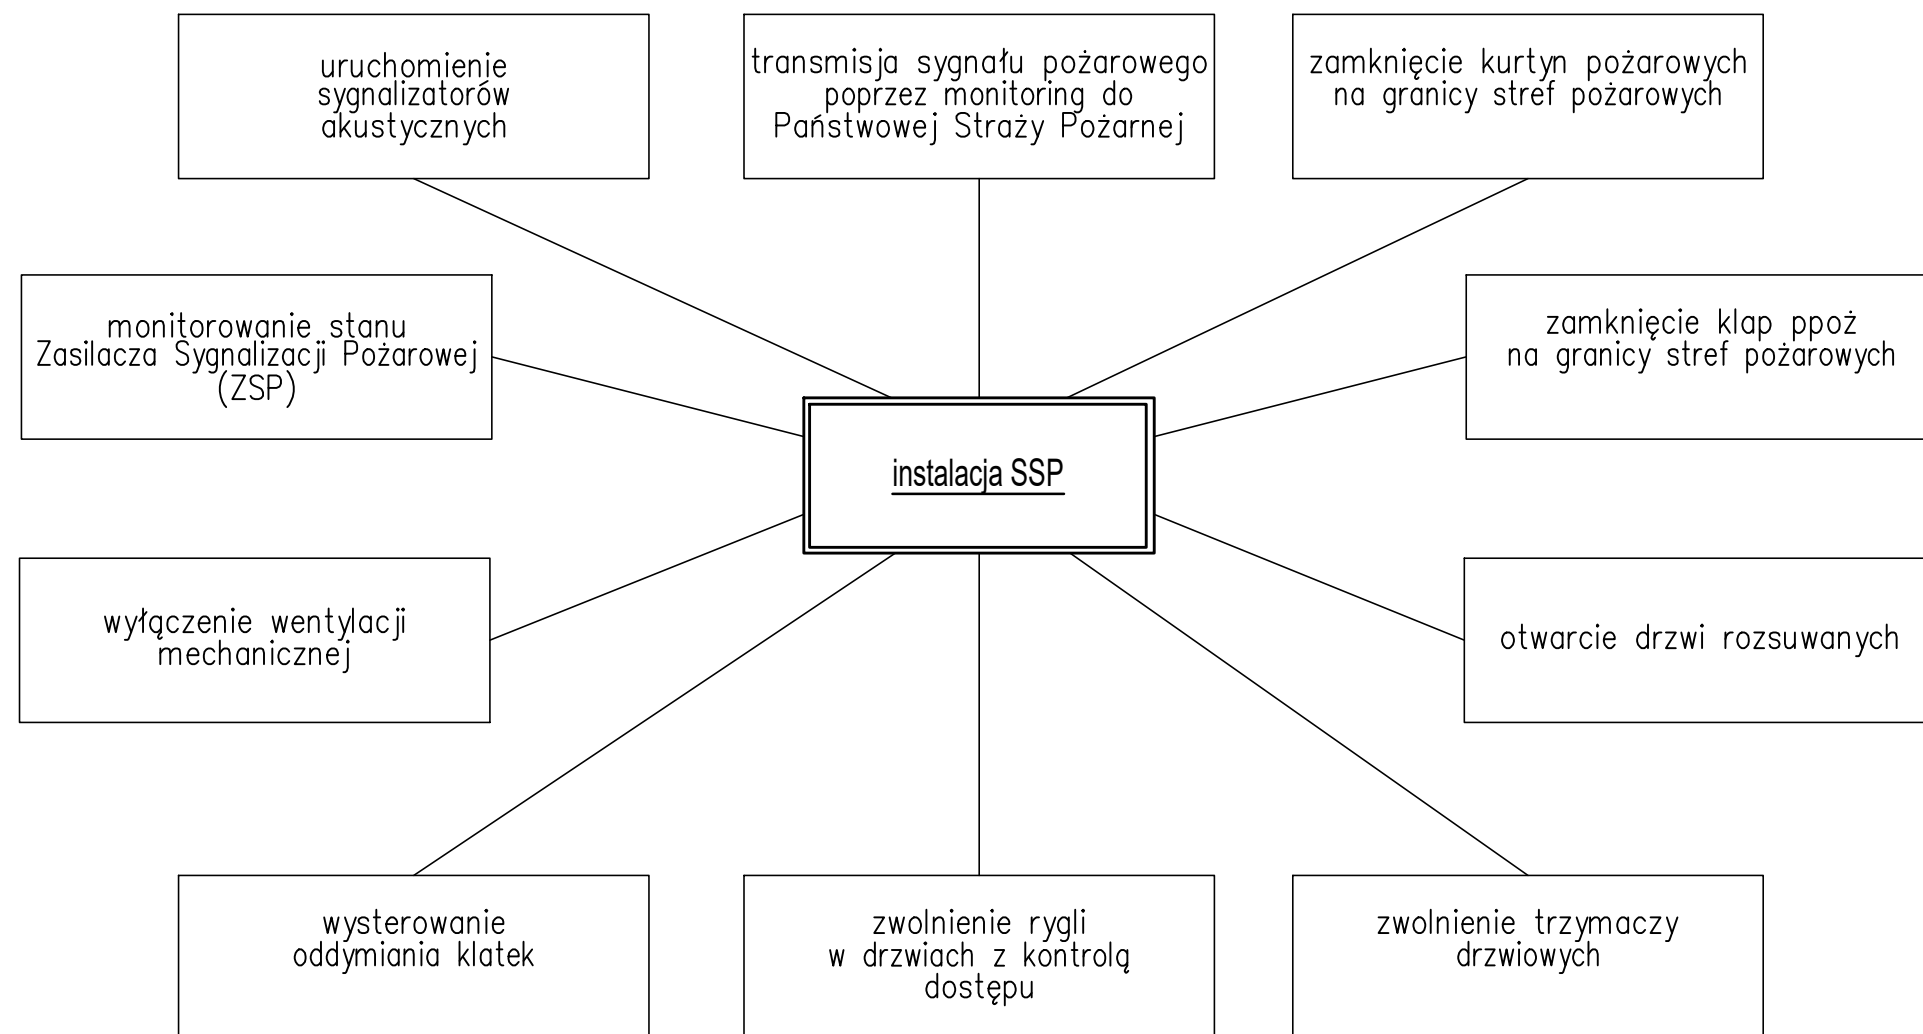 uruchomienie
sygnalizatorów
akustycznych
transmisja sygnału pożarowego
poprzez monitoring do
Państwowej Straży Pożarnej
zamknięcie kurtyn pożarowych
na granicy stref pożarowych
monitorowanie stanu
Zasilacza Sygnalizacji Pożarowej
(ZSP)
zamknięcie klap ppoż
na granicy stref pożarowych
instalacja SSP
wyłączenie wentylacji
mechanicznej
otwarcie drzwi rozsuwanych
wysterowanie
oddymiania klatek
zwolnienie rygli
w drzwiach z kontrolą
dostępu
zwolnienie trzymaczy
drzwiowych